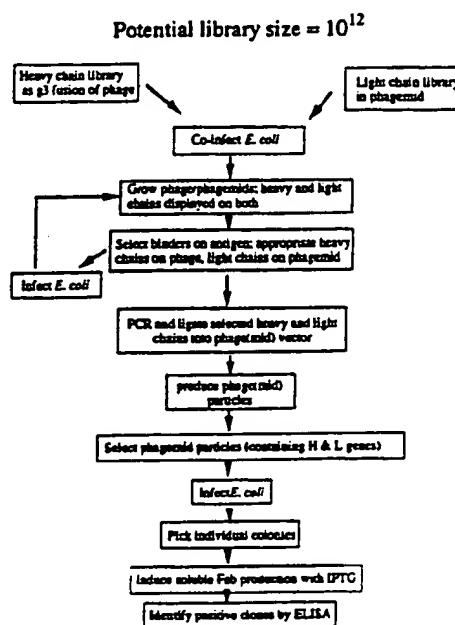 Potential library size = 10¹²
Heavy chain library
as g3 fusion of phage
Light chain library
in phagemid
Co-infect E. coli
Grow phage/phagemids; heavy and light
chains displayed on both
Select binders on antigen; appropriate heavy
chains on phage, light chains on phagemid
Infect E. coli
PCR and ligate selected heavy and light
chains into phage(mid) vector
produce phage(mid)
particles
Select phagemid particles (containing H & L genes)
Infect E. coli
Pick individual colonies
Induce soluble Fab production with IPTG
Identify positive clones by ELISA